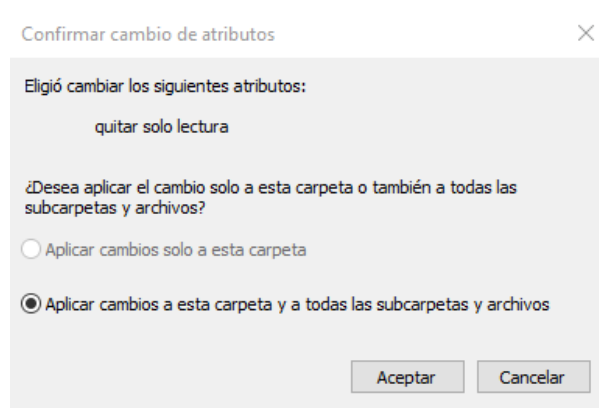 Confirmar cambio de atributos
Eligió cambiar los siguientes atributos:
quitar solo lectura
¿Desea aplicar el cambio solo a esta carpeta o también a todas las
subcarpetas y archivos?
Aplicar cambios solo a esta carpeta
Aplicar cambios a esta carpeta y a todas las subcarpetas y archivos
Aceptar
Cancelar